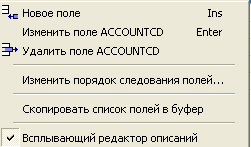 Новое поле Ins
Изменить поле ACCOUNTCD Enter
Удалить поле ACCOUNTCD
Изменить порядок следования полей...
Скопировать список полей в буфер
Всплывающий редактор описаний